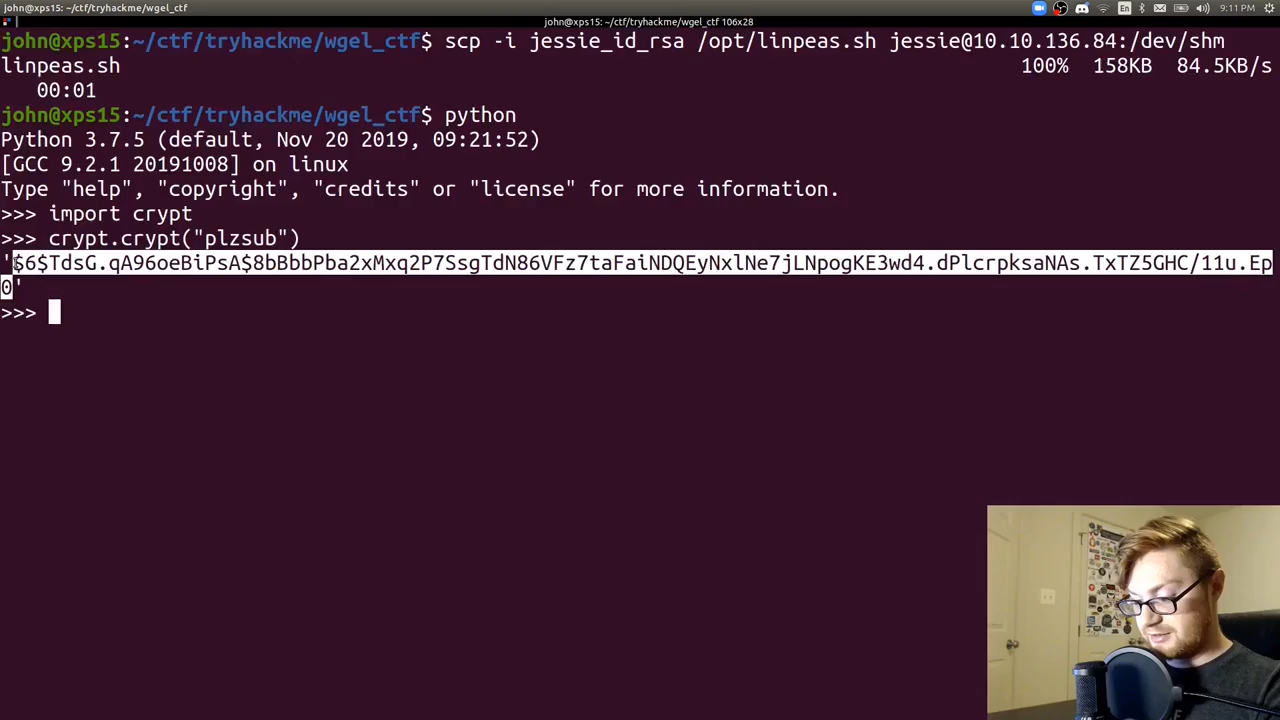 john@xps15: ~/ctf/tryhackme/wgel_ctf
En
9:11 PM
john@xps15: ~/ctf/tryhackme/wgel_ctf 106x28
john@xps15:~/ctf/tryhackme/wgel_ctf$ scp -i jessie_id_rsa /opt/linpeas.sh jessie@10.10.136.84:/dev/shm
linpeas.sh 100% 158KB 84.5KB/s
00:01
john@xps15:~/ctf/tryhackme/wgel_ctf$ python
Python 3.7.5 (default, Nov 20 2019, 09:21:52)
[GCC 9.2.1 20191008] on linux
Type "help", "copyright", "credits" or "license" for more information.
>>> import crypt
>>> crypt.crypt("plzsub")
'$6$TdsG.qA96oeBiPsA$8bBbbPba2xMxq2P7SsgTdN86VFz7taFaiNDQEyNxlNe7jLNpogKE3wd4.dPlcrpksaNAs.TxTZ5GHC/11u.Ep
0'
>>>